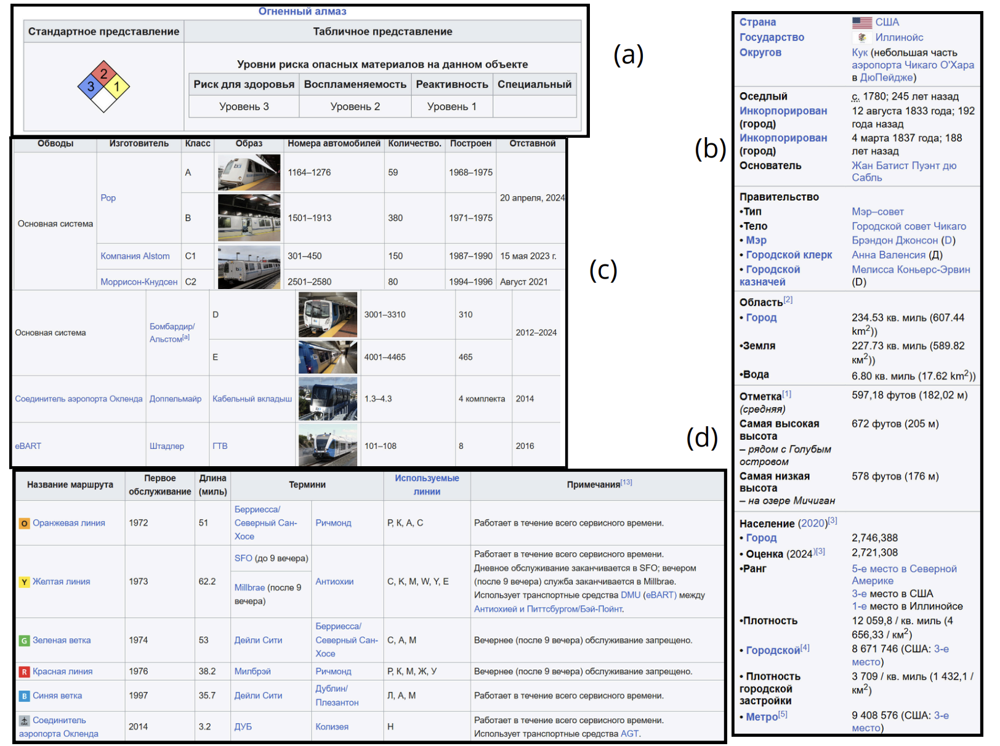 Огненный алмаз
Стандартное представление
Табличное представление
2
3
1
Уровни риска опасных материалов на данном объекте
Риск для здоровья
Воспламеняемость
Реактивность
Специальный
Уровень 3
Уровень 2
Уровень 1
(a)
Обводы
Изготовитель
Класс
Образ
Номера автомобилей
Количество.
Построен
Отставной
Основная система
Рор
A
1164–1276
59
1968–1975
20 апреля, 2024
B
1501–1913
380
1971–1975
Компания Alstom
C1
301–450
150
1987–1990
15 мая 2023 г.
Моррисон-Кнудсен
C2
2501–2580
80
1994–1996
Август 2021
Основная система
Бомбардир/
Альстом[a]
D
3001–3310
310
2012–2024
E
4001–4465
465
Соединитель аэропорта Окленда
Доппельмайр
Кабельный вкладыш
1.3–4.3
4 комплекта
2014
eBART
Штадлер
ГТВ
101–108
8
2016
(c)
Название маршрута
Первое
обслуживание
Длина
(миль)
Термини
Используемые
линии
Примечания[13]
O Оранжевая линия
1972
51
Берриесса/
Северный Сан-
Хосе
Ричмонд
Р, К, А, С
Работает в течение всего сервисного времени.
Y Желтая линия
1973
62.2
SFO (до 9 вечера)
Millbrae (после 9
вечера)
Антиохии
C, K, M, W, Y, E
Работает в течение всего сервисного времени.
Дневное обслуживание заканчивается в SFO; вечером
(после 9 вечера) служба заканчивается в Millbrae.
Использует транспортные средства DMU (eBART) между
Антиохией и Питтсбургом/Бэй-Пойнт.
G Зеленая ветка
1974
53
Дейли Сити
Берриесса/
Северный Сан-
Хосе
С, А, М
Вечернее (после 9 вечера) обслуживание запрещено.
R Красная линия
1976
38.2
Милбрэй
Ричмонд
Р, К, М, Ж, У
Вечернее (после 9 вечера) обслуживание запрещено.
B Синяя ветка
1997
35.7
Дейли Сити
Дублин/
Плезантон
Л, А, М
Работает в течение всего сервисного времени.
Соединитель
аэропорта Окленда
2014
3.2
ДУБ
Колизея
H
Работает в течение всего сервисного времени.
Использует транспортные средства AGT.
(d)
(b)
Страна
США
Государство
Иллинойс
Округов
Кук (небольшая часть
аэропорта Чикаго О'Хара
в ДюПейдже)
Оседлый
с. 1780; 245 лет назад
Инкорпорирован
(город)
12 августа 1833 года; 192
года назад
Инкорпорирован
(город)
4 марта 1837 года; 188
лет назад
Основатель
Жан Батист Пуэнт дю
Сабль
Правительство
•Тип
Мэр–совет
•Тело
Городской совет Чикаго
• Мэр
Брэндон Джонсон (D)
• Городской клерк
Анна Валенсия (Д)
• Городской
казначей
Мелисса Коньерс-Эрвин
(D)
Область[2]
• Город
234.53 кв. миль (607.44
km2))
•Земля
227.73 кв. миль (589.82
км2))
•Вода
6.80 кв. миль (17.62 km2))
Отметка[1]
(средняя)
597,18 футов (182,02 м)
Самая высокая
высота
– рядом с Голубым
островом
672 футов (205 м)
Самая низкая
высота
– на озере Мичиган
578 футов (176 м)
Население (2020)[3]
• Город
2,746,388
• Оценка (2024)[3]
2,721,308
•Ранг
5-е место в Северной
Америке
3-е место в США
1-е место в Иллинойсе
•Плотность
12 059,8 / кв. миль (4
656,33 / км2)
• Городской[4]
8 671 746 (США: 3-е
место)
• Плотность
городской
застройки
3 709 / кв. миль (1 432,1 /
км2)
• Метро[5]
9 408 576 (США: 3-е
место)